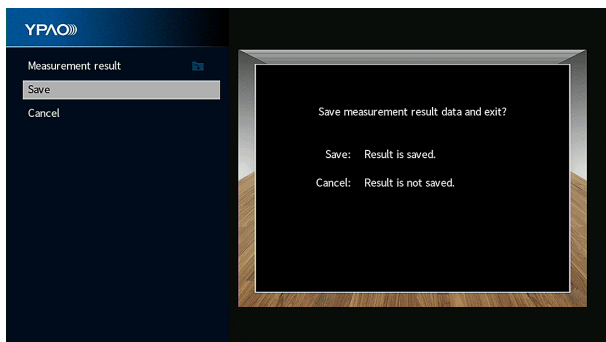 YPAO
Measurement result
Save
Cancel
Save measurement result data and exit?
Save: Result is saved.
Cancel: Result is not saved.